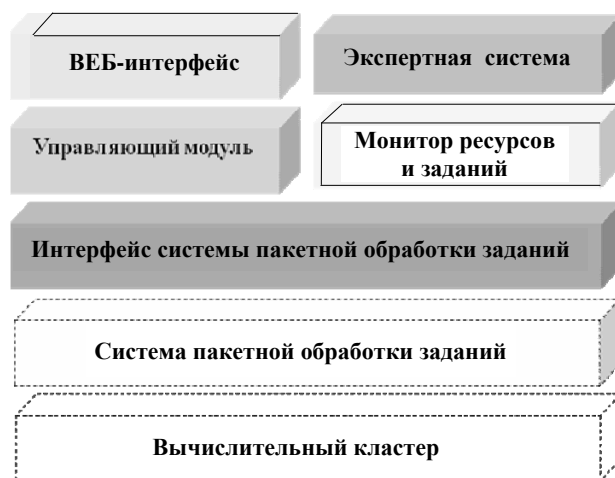 ВЕБ-интерфейс
Экспертная система
Управляющий модуль
Монитор ресурсов
и заданий
Интерфейс системы пакетной обработки заданий
Система пакетной обработки заданий
Вычислительный кластер